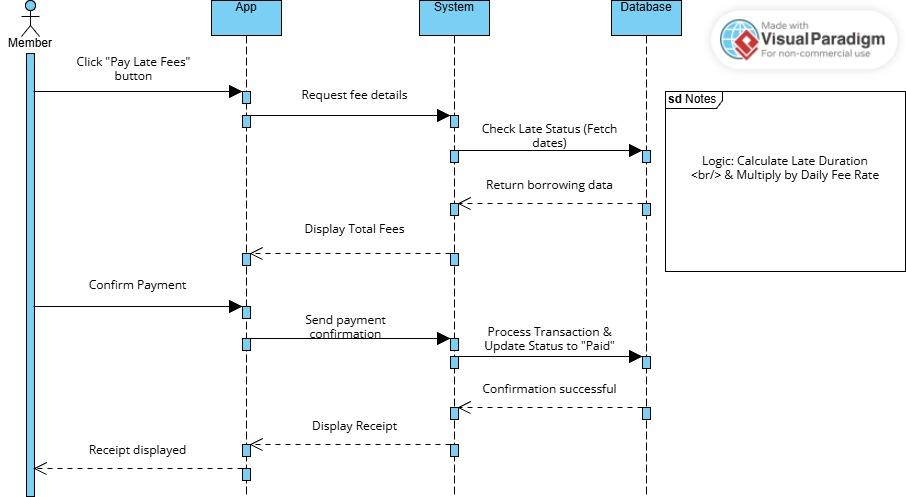 App
System
Database
Made with
Visual Paradigm
For non-commercial use
Member
Click "Pay Late Fees"
button
Request fee details
sd Notes
Check Late Status (Fetch
dates)
Logic: Calculate Late Duration
<br/> & Multiply by Daily Fee Rate
Return borrowing data
Display Total Fees
Confirm Payment
Send payment
confirmation
Process Transaction &
Update Status to "Paid"
Confirmation successful
Display Receipt
Receipt displayed